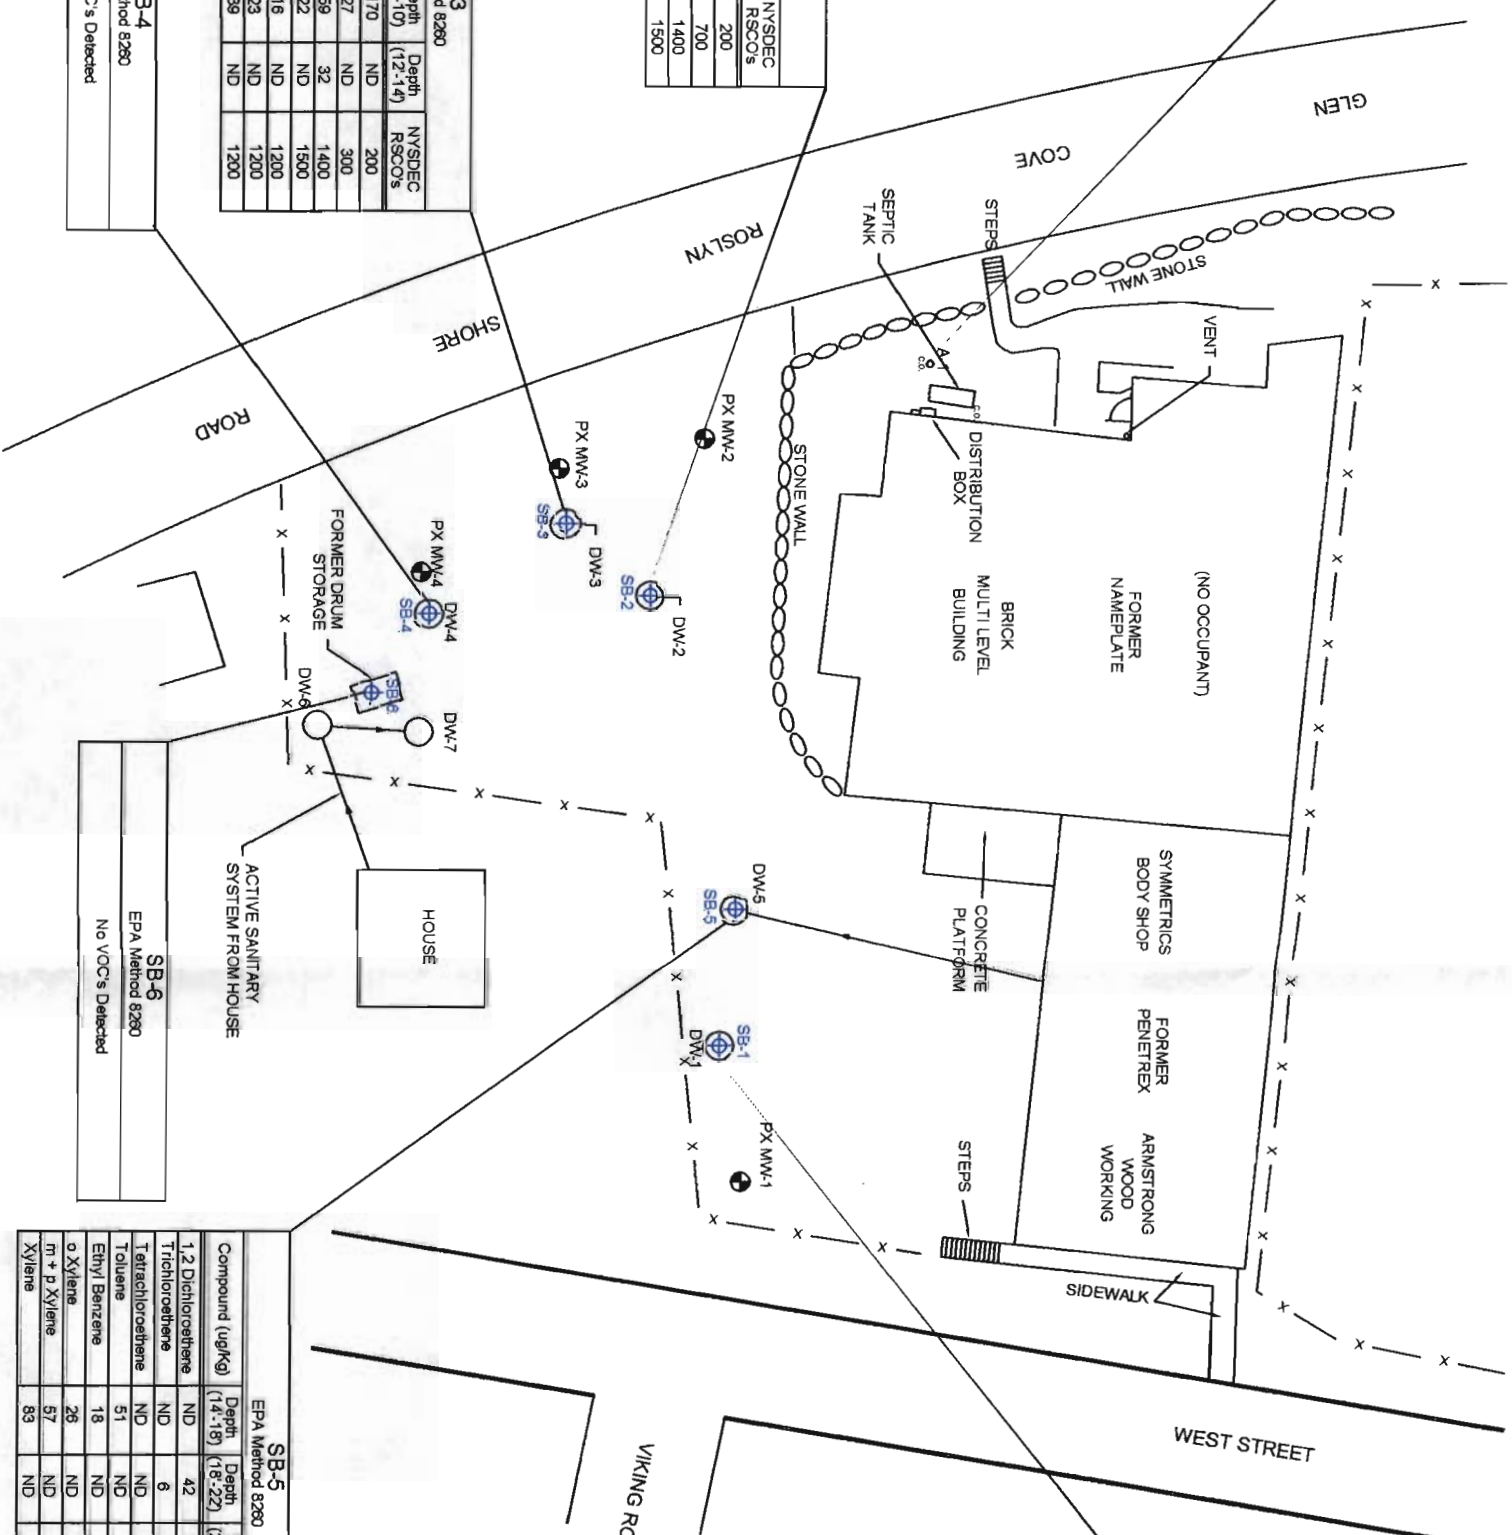 GLEN
COVE
ROSLYN
SHORE
ROAD
STONE WALL
STEPS
SEPTIC
TANK
VENT
A
C.O.
C.O.
DISTRIBUTION
BOX
STONE WALL
(NO OCCUPANT)
FORMER
NAMEPLATE
BRICK
MULTI LEVEL
BUILDING
PX MW-2
SB-2
DW-2
PX MW-3
SB-3
DW-3
PX MW-4
SB-4
DW-4
FORMER DRUM
STORAGE
SB-6
DW-6
DW-7
ACTIVE SANITARY
SYSTEM FROM HOUSE
HOUSE
DW-5
SB-5
SB-1
DW-1
PX MW-1
CONCRETE
PLATFORM
SYMMETRICS
BODY SHOP
FORMER
PENETREX
ARMSTRONG
WOOD
WORKING
STEPS
SIDEWALK
WEST STREET
VIKING
NYSDEC
RSCO's
200
700
1400
1500
8260
Depth NYSDEC
(12'-14') RSCO's
ND 200
ND 300
32 1400
ND 1500
ND 1200
ND 1200
ND 1200
8260
Detected
SB-6
EPA Method 8260
No VOC's Detected
SB-5
EPA Method 8260
Compound (ug/Kg) Depth (14'-18') Depth (18'-22')
1,2 Dichloroethene ND 42
Trichloroethene ND 6
Tetrachloroethene ND ND
Toluene 51 ND
Ethyl Benzene 18 ND
o Xylene 26 ND
m + p Xylene 57 ND
Xylene 83 ND